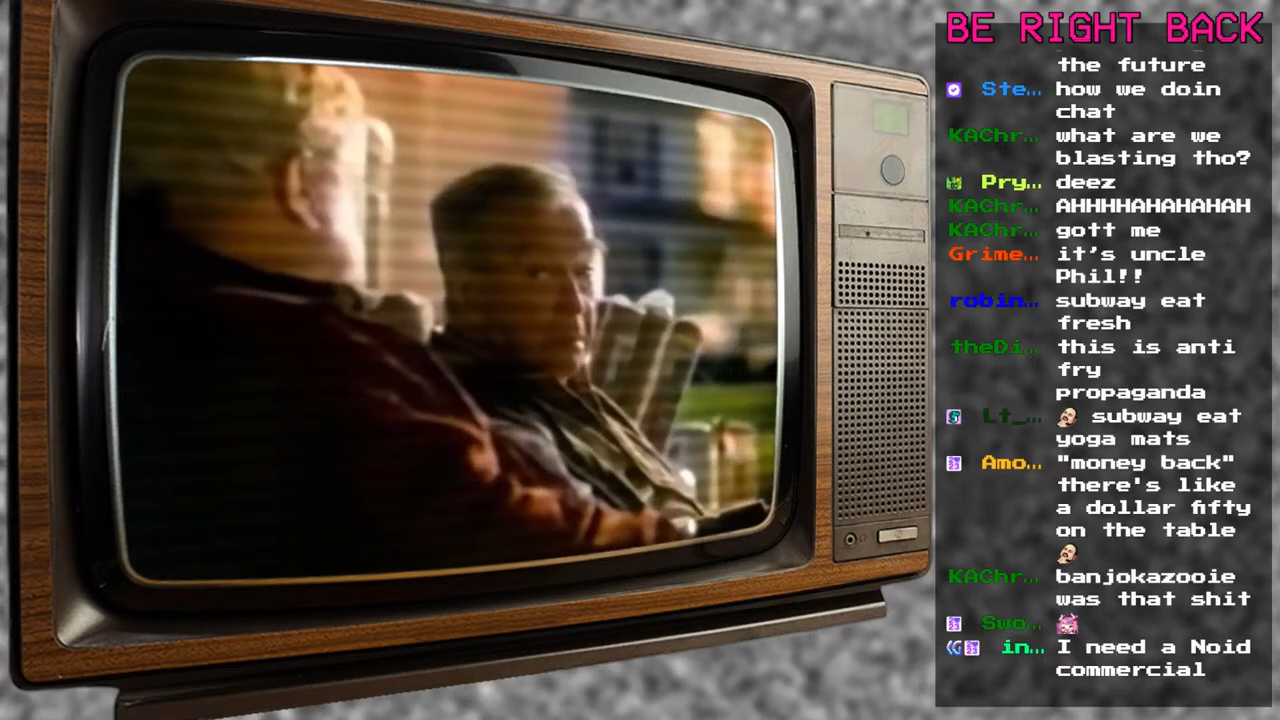 BE RIGHT BACK
the future
Ste... how we doin
chat
KAChr... what are we
blasting tho?
Pry... deez
KAChr... AHHHHAHAHAHAH
KAChr... gott me
Grime... it's uncle
Phil!!
robin... subway eat
fresh
theDi... this is anti
fry
propaganda
Lt_... subway eat
yoga mats
Amo... "money back"
there's like
a dollar fifty
on the table
KAChr... banjokazooie
was that shit
Swo...
in... I need a Noid
commercial